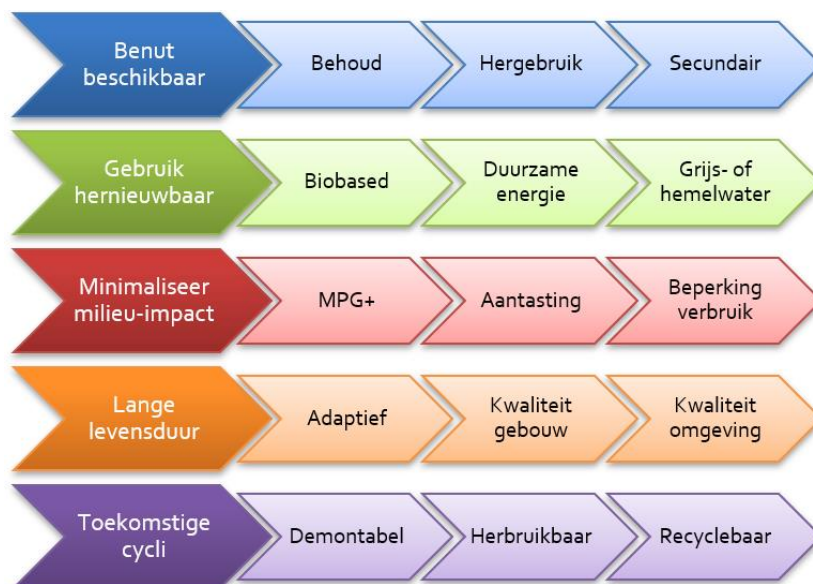 Benut
beschikbaar
Behoud
Hergebruik
Secundair
Gebruik
hernieuwbaar
Biobased
Duurzame
energie
Grijs- of
hemelwater
Minimaliseer
milieu-impact
MPG+
Aantasting
Beperking
verbruik
Lange
levensduur
Adaptief
Kwaliteit
gebouw
Kwaliteit
omgeving
Toekomstige
cycli
Demontabel
Herbruikbaar
Recyclebaar